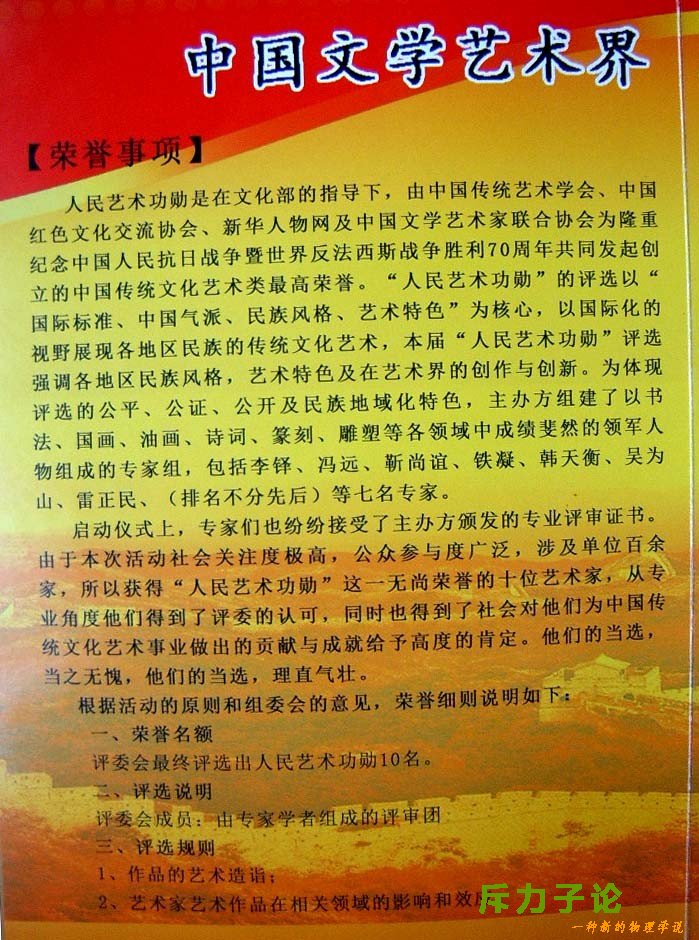 中国文学艺术界
【荣誉事项】
人民艺术功勋是在文化部的指导下，由中国传统艺术学会、中国
红色文化交流协会、新华人物网及中国文学艺术家联合协会为隆重
纪念中国人民抗日战争暨世界反法西斯战争胜利70周年共同发起创
立的中国传统文化艺术类最高荣誉。“人民艺术功勋”的评选以“
国际标准、中国气派、民族风格、艺术特色”为核心，以国际化的
视野展现各地区民族的传统文化艺术，本届“人民艺术功勋”评选
强调各地区民族风格，艺术特色及在艺术界的创作与创新。为体现
评选的公平、公证、公开及民族地域化特色，主办方组建了以书
法、国画、油画、诗词、篆刻、雕塑等各领域中成绩斐然的领军人
物组成的专家组，包括李铎、冯远、靳尚谊、铁凝、韩天衡、吴为
山、雷正民、（排名不分先后）等七名专家。
启动仪式上，专家们也纷纷接受了主办方颁发的专业评审证书。
由于本次活动社会关注度极高，公众参与度广泛，涉及单位百余
家，所以获得“人民艺术功勋”这一无尚荣誉的十位艺术家，从专
业角度他们得到了评委的认可，同时也得到了社会对他们为中国传
统文化艺术事业做出的贡献与成就给予高度的肯定。他们的当选，
当之无愧，他们的当选，理直气壮。
根据活动的原则和组委会的意见，荣誉细则说明如下：
一、荣誉名额
评委会最终评选出人民艺术功勋10名。
二、评选说明
评委会成员：由专家学者组成的评审团
三、评选规则
1、作品的艺术造诣；
2、艺术家艺术作品在相关领域的影响和效应
斥力子论
一种新的物理学说